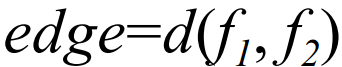 edge=d(f₁, f₂)